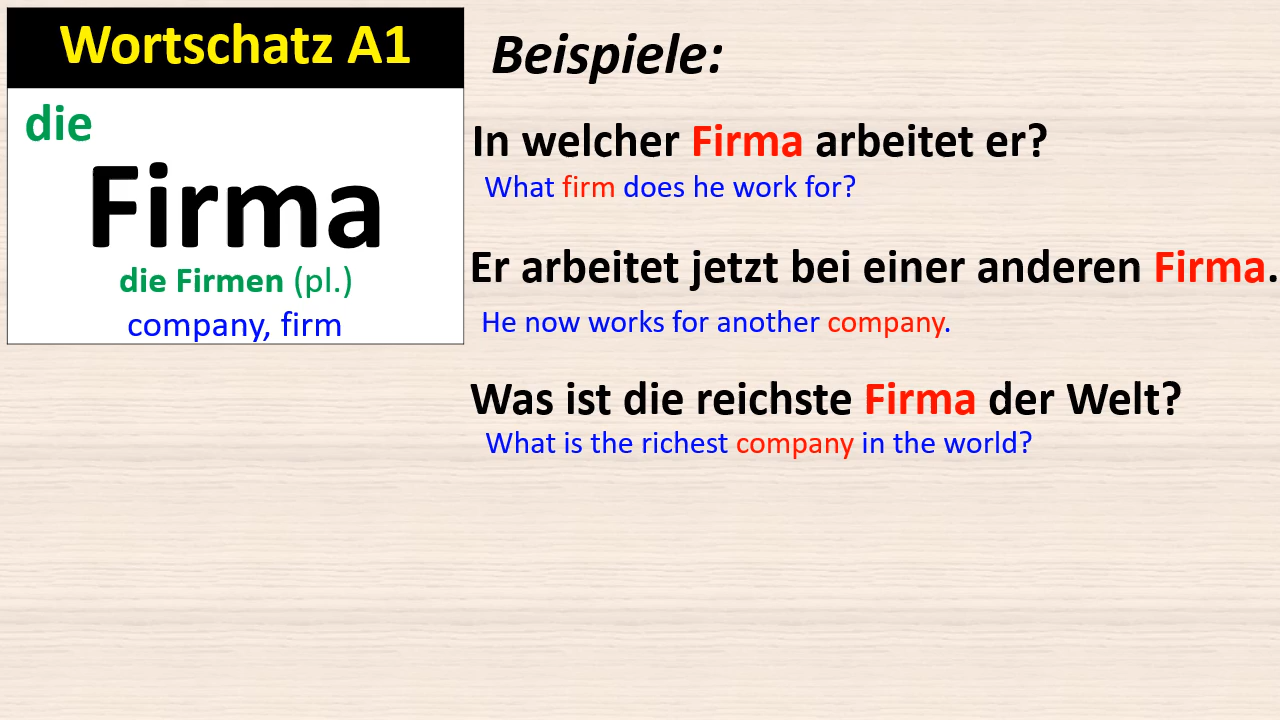 Wortschatz A1
die
Firma
die Firmen (pl.)
company, firm
Beispiele:
In welcher Firma arbeitet er?
What firm does he work for?
Er arbeitet jetzt bei einer anderen Firma.
He now works for another company.
Was ist die reichste Firma der Welt?
What is the richest company in the world?